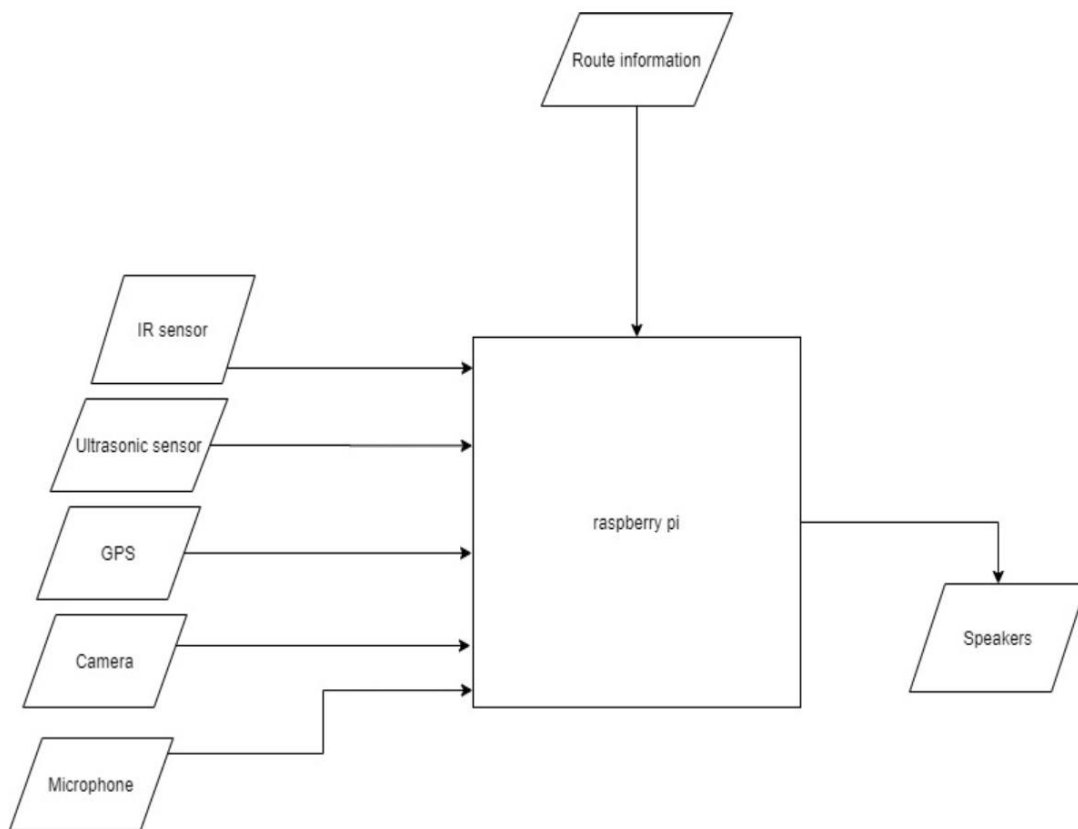 Route information
IR sensor
Ultrasonic sensor
GPS
raspberry pi
Camera
Speakers
Microphone